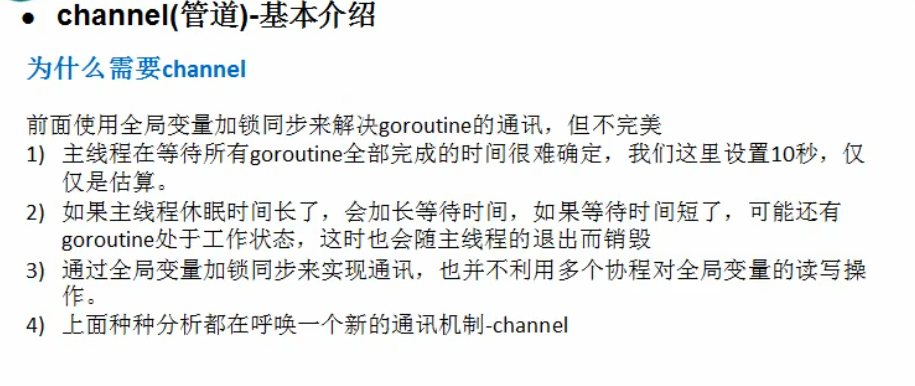 • channel(管道)-基本介绍
为什么需要channel
前面使用全局变量加锁同步来解决goroutine的通讯，但不完美
1) 主线程在等待所有goroutine全部完成的时间很难确定，我们这里设置10秒，仅
仅是估算。
2) 如果主线程休眠时间长了，会加长等待时间，如果等待时间短了，可能还有
goroutine处于工作状态，这时也会随主线程的退出而销毁
3) 通过全局变量加锁同步来实现通讯，也并不利用多个协程对全局变量的读写操
作。
4) 上面种种分析都在呼唤一个新的通讯机制-channel